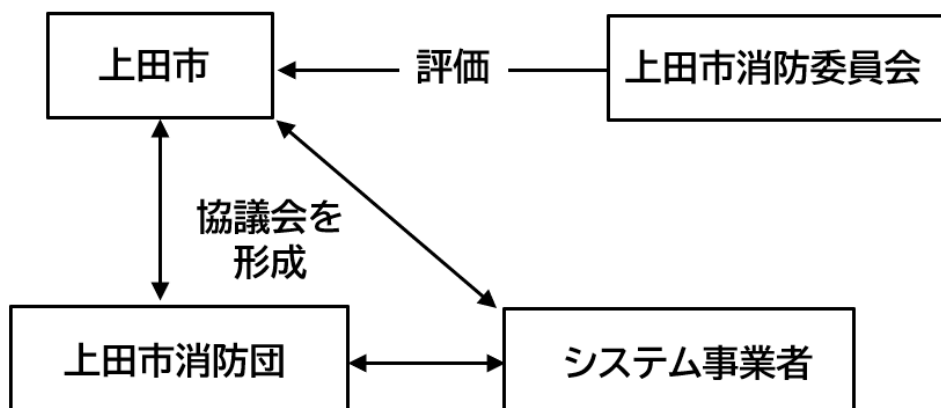 上田市
評価
上田市消防委員会
協議会を
形成
上田市消防団
システム事業者